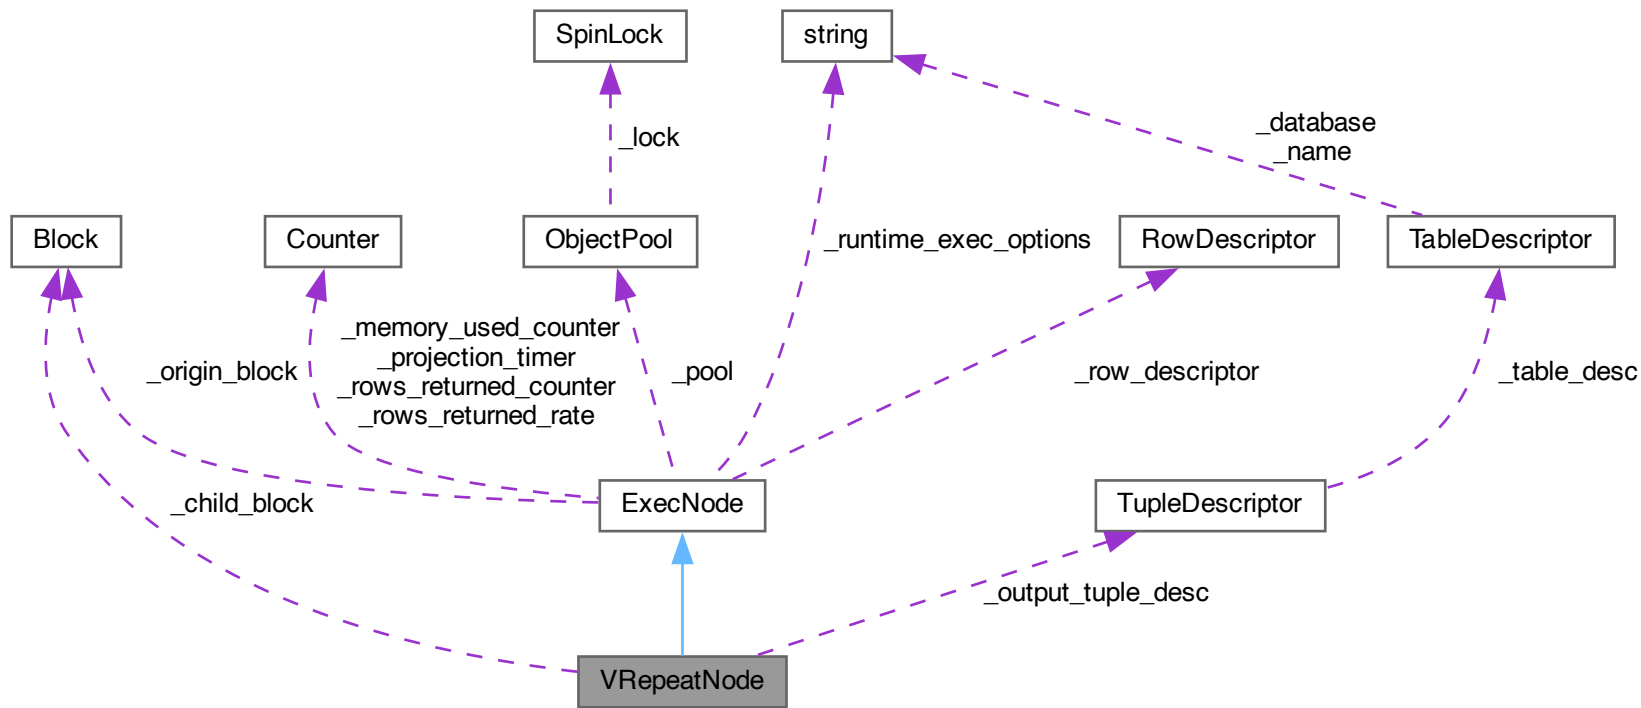 SpinLock
string
_database
_name
_lock
Block
Counter
ObjectPool
_runtime_exec_options
RowDescriptor
TableDescriptor
_memory_used_counter
_projection_timer
_rows_returned_counter
_rows_returned_rate
_origin_block
_pool
_row_descriptor
_table_desc
_child_block
ExecNode
TupleDescriptor
_output_tuple_desc
VRepeatNode